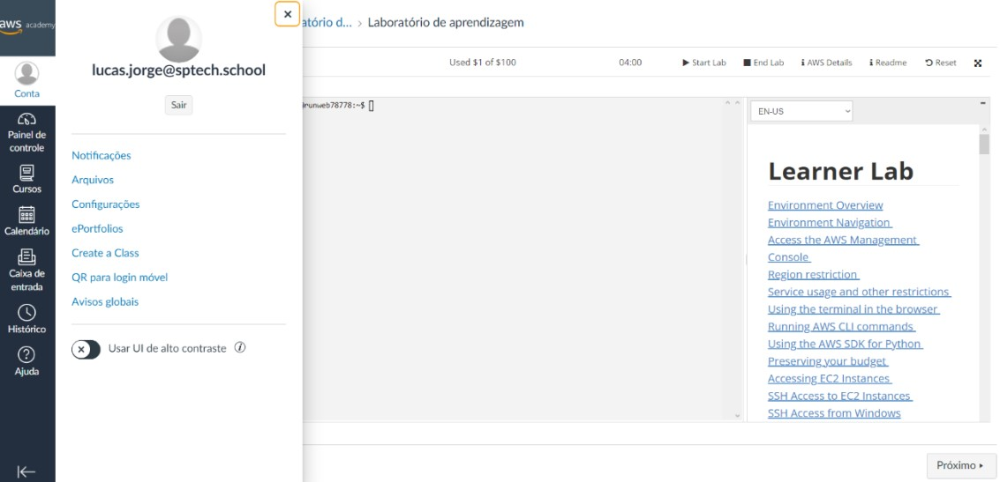 aws academy
Conta
Painel de
controle
Cursos
Calendário
Caixa de
entrada
Histórico
Ajuda
lucas.jorge@sptech.school
Sair
Notificações
Arquivos
Configurações
ePortfolios
Create a Class
QR para login móvel
Avisos globais
Usar UI de alto contraste
atório d... > Laboratório de aprendizagem
Used $1 of $100 04:00 Start Lab End Lab AWS Details Readme Reset
runweb78778:~$
EN-US
Learner Lab
Environment Overview
Environment Navigation
Access the AWS Management
Console
Region restriction
Service usage and other restrictions
Using the terminal in the browser
Running AWS CLI commands
Using the AWS SDK for Python
Preserving your budget
Accessing EC2 Instances
SSH Access to EC2 Instances
SSH Access from Windows
Próximo